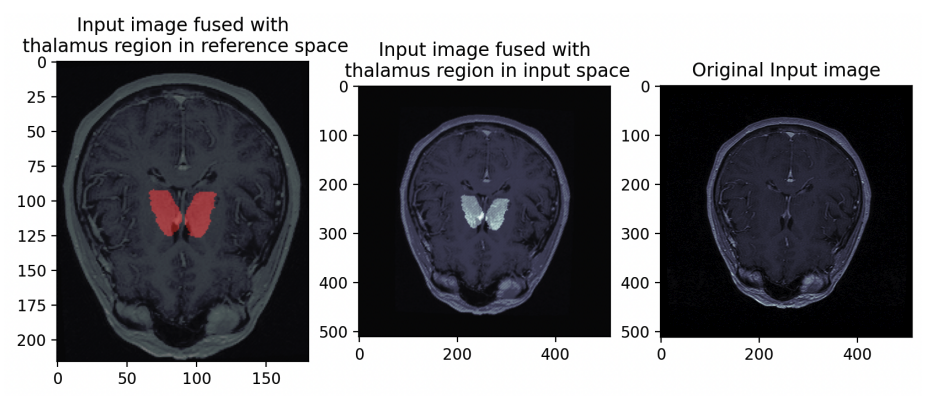 Input image fused with
thalamus region in reference space
0
25
50
75
100
125
150
175
200
0 50 100 150
Input image fused with
thalamus region in input space
0
100
200
300
400
500
0 200 400
Original Input image
0
100
200
300
400
500
0 200 400